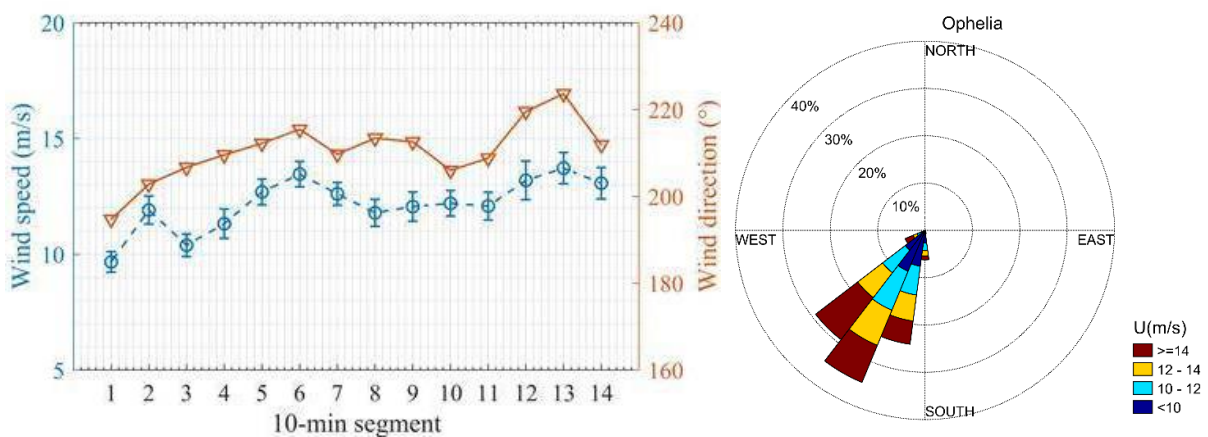 20
15
10
5
Wind speed (m/s)
240
220
200
180
160
Wind direction (°)
1 2 3 4 5 6 7 8 9 10 11 12 13 14
10-min segment
Ophelia
NORTH
40%
30%
20%
10%
WEST
EAST
SOUTH
U(m/s)
>=14
12 - 14
10 - 12
<10